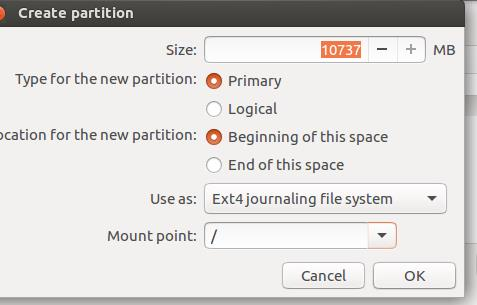 Create partition
Size: 10737 − + MB
Type for the new partition: Primary
Logical
ocation for the new partition: Beginning of this space
End of this space
Use as: Ext4 journaling file system
Mount point: /
Cancel OK